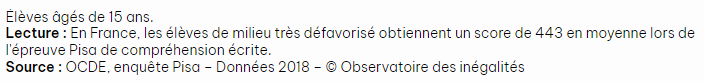 Élèves âgés de 15 ans.
Lecture : En France, les élèves de milieu très défavorisé obtiennent un score de 443 en moyenne lors de
l'épreuve Pisa de compréhension écrite.
Source : OCDE, enquête Pisa – Données 2018 – © Observatoire des inégalités